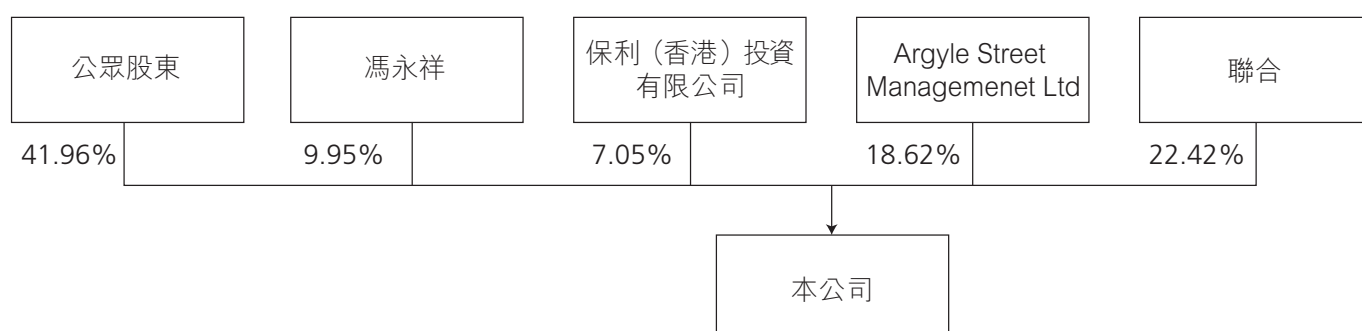 公眾股東
馮永祥
保利（香港）投資
有限公司
Argyle Street
Managemenet Ltd
聯合
41.96%
9.95%
7.05%
18.62%
22.42%
本公司